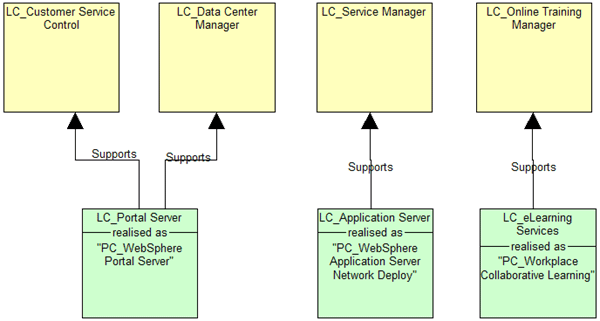 LC_Customer Service
Control
LC_Data Center
Manager
LC_Service Manager
LC_Online Training
Manager
Supports
Supports
Supports
Supports
LC_Portal Server
realised as
"PC_WebSphere
Portal Server"
LC_Application Server
realised as
"PC_WebSphere
Application Server
Network Deploy"
LC_eLearning
Services
realised as
"PC_Workplace
Collaborative Learning"